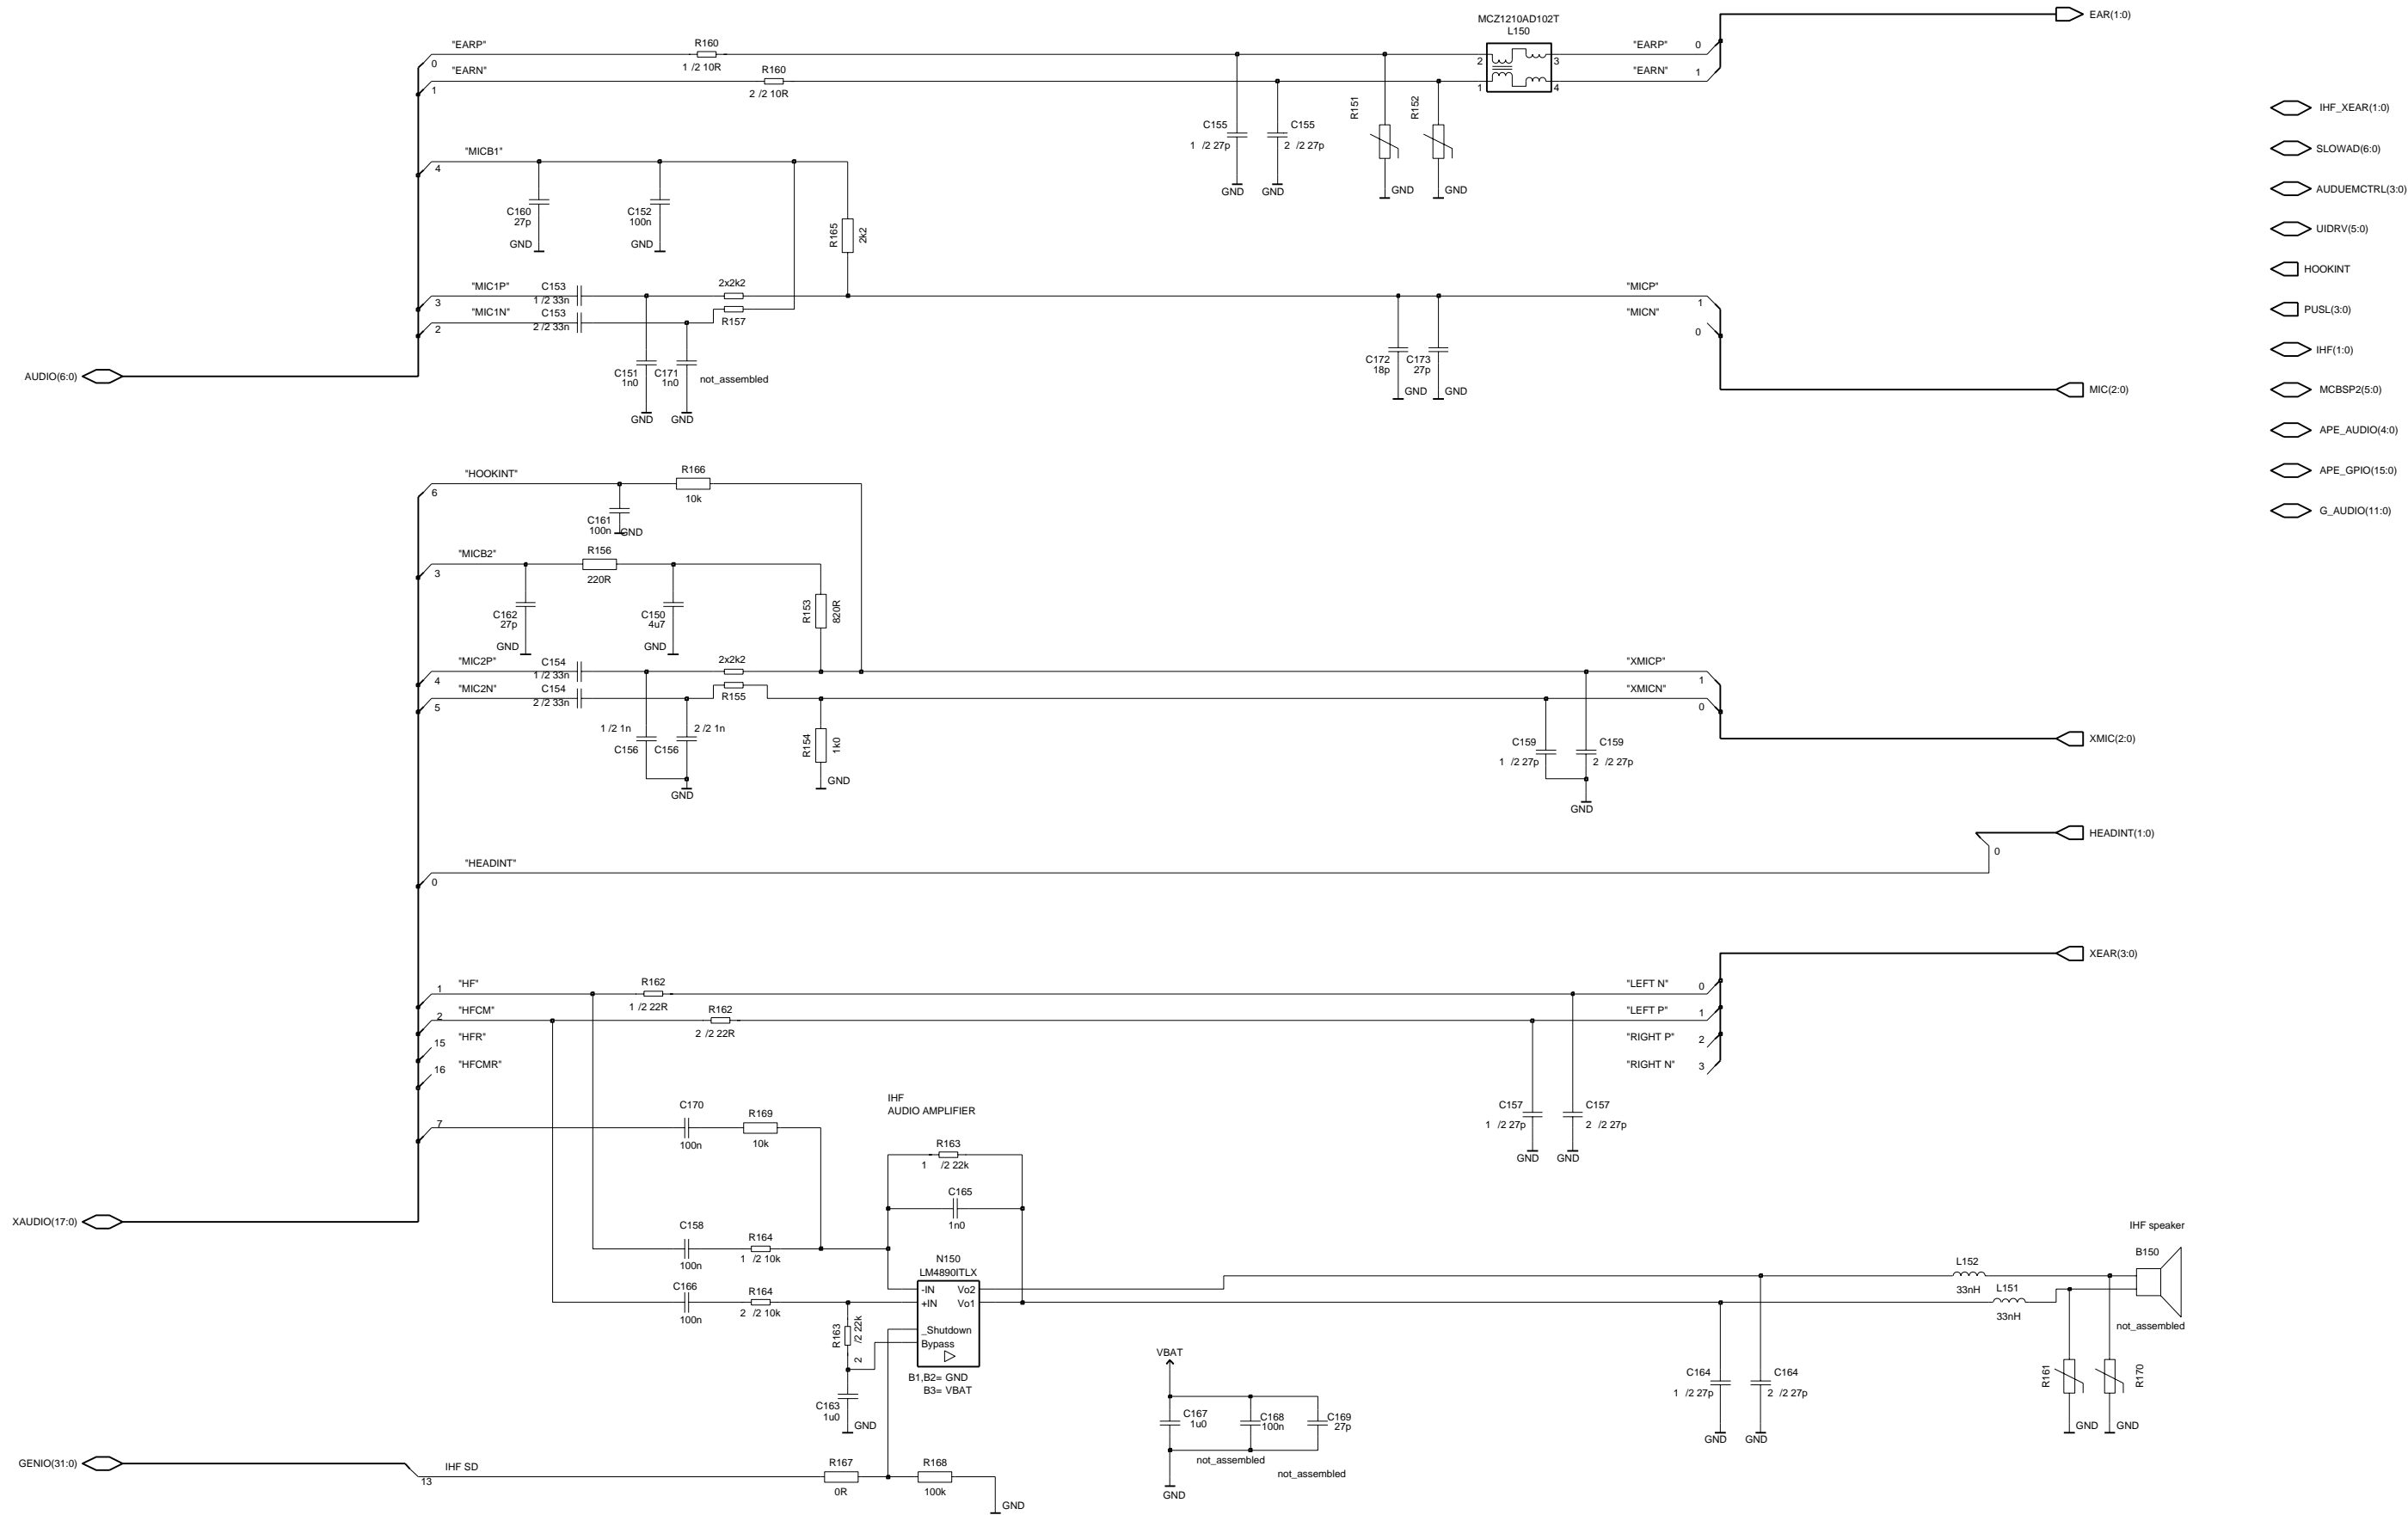 MCZ1210AD102T
L150
EAR(1:0)
"EARP"
0
R160
1 /2 10R
"EARN"
1
R160
2 /2 10R
2
3
1
4
"EARP"
0
"EARN"
1
C155
1 /2 27p
GND
C155
2 /2 27p
GND
R151
GND
R152
GND
IHF_XEAR(1:0)
SLOWAD(6:0)
AUDUEMCTRL(3:0)
UIDRV(5:0)
HOOKINT
PUSL(3:0)
IHF(1:0)
MCBSP2(5:0)
APE_AUDIO(4:0)
APE_GPIO(15:0)
G_AUDIO(11:0)
"MICB1"
4
C160
27p
GND
C152
100n
GND
R165
2k2
"MIC1P"
3
C153
1 /2 33n
2x2k2
"MIC1N"
2
C153
2 /2 33n
R157
C151
1n0
GND
C171
1n0
GND
not_assembled
"MICP"
1
"MICN"
0
C172
18p
GND
C173
27p
GND
AUDIO(6:0)
MIC(2:0)
"HOOKINT"
6
R166
10k
C161
100n
GND
"MICB2"
3
R156
220R
C162
27p
GND
C150
4u7
GND
R153
820R
"MIC2P"
4
C154
1 /2 33n
2x2k2
"MIC2N"
5
C154
2 /2 33n
R155
1 /2 1n
C156
2 /2 1n
C156
GND
R154
1k0
GND
"XMICP"
1
"XMICN"
0
C159
1 /2 27p
C159
2 /2 27p
GND
XMIC(2:0)
HEADINT(1:0)
0
"HEADINT"
0
XEAR(3:0)
"HF"
1
R162
1 /2 22R
"HFCM"
2
R162
2 /2 22R
"HFR"
15
"HFCMR"
16
"LEFT N"
0
"LEFT P"
1
"RIGHT P"
2
"RIGHT N"
3
C157
1 /2 27p
GND
C157
2 /2 27p
GND
7
C170
100n
R169
10k
IHF
AUDIO AMPLIFIER
R163
1 /2 22k
C165
1n0
XAUDIO(17:0)
C158
100n
R164
1 /2 10k
C166
100n
R164
2 /2 10k
N150
LM4890ITLX
-IN
Vo2
+IN
Vo1
_Shutdown
Bypass
B1,B2= GND
B3= VBAT
R163
/2 22k
2
C163
1u0
GND
VBAT
C167
1u0
C168
100n
C169
27p
not_assembled
not_assembled
GND
IHF speaker
B150
L152
33nH
L151
33nH
not_assembled
C164
1 /2 27p
GND
C164
2 /2 27p
GND
R161
GND
R170
GND
GENIO(31:0)
13
IHF SD
R167
0R
R168
100k
GND